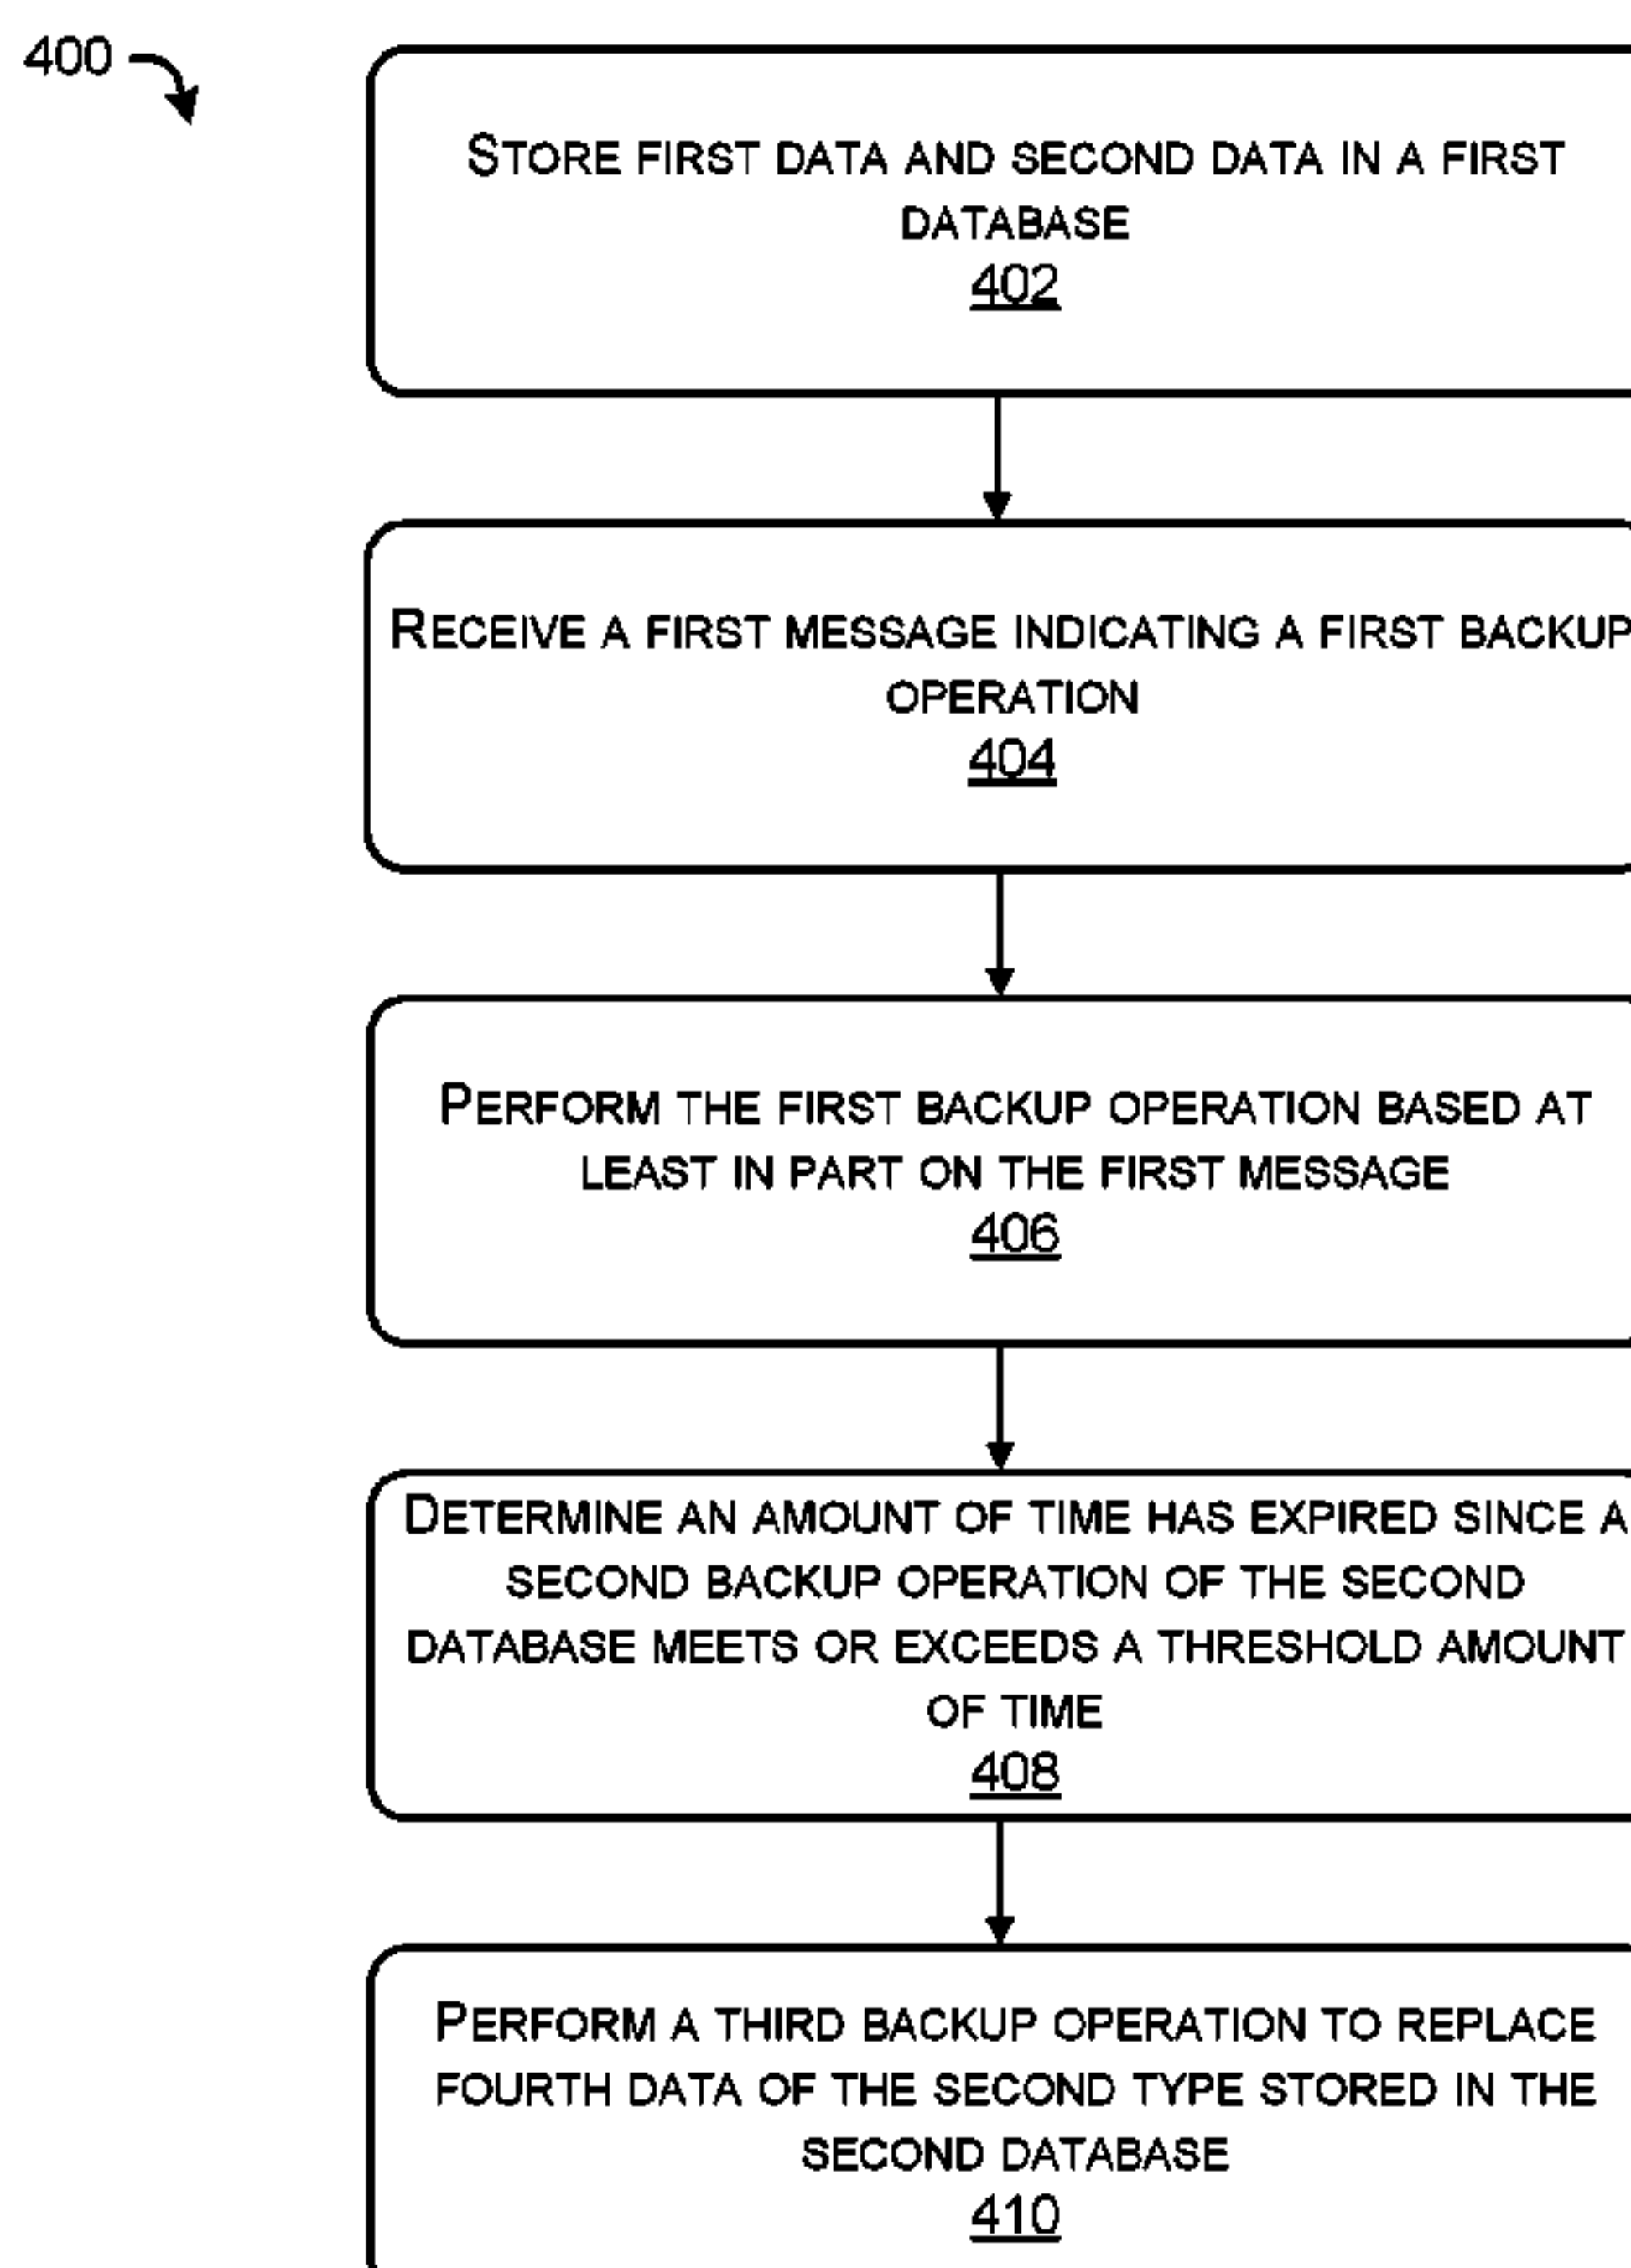 400
STORE FIRST DATA AND SECOND DATA IN A FIRST
DATABASE
402
RECEIVE A FIRST MESSAGE INDICATING A FIRST BACKUP
OPERATION
404
PERFORM THE FIRST BACKUP OPERATION BASED AT
LEAST IN PART ON THE FIRST MESSAGE
406
DETERMINE AN AMOUNT OF TIME HAS EXPIRED SINCE A
SECOND BACKUP OPERATION OF THE SECOND
DATABASE MEETS OR EXCEEDS A THRESHOLD AMOUNT
OF TIME
408
PERFORM A THIRD BACKUP OPERATION TO REPLACE
FOURTH DATA OF THE SECOND TYPE STORED IN THE
SECOND DATABASE
410